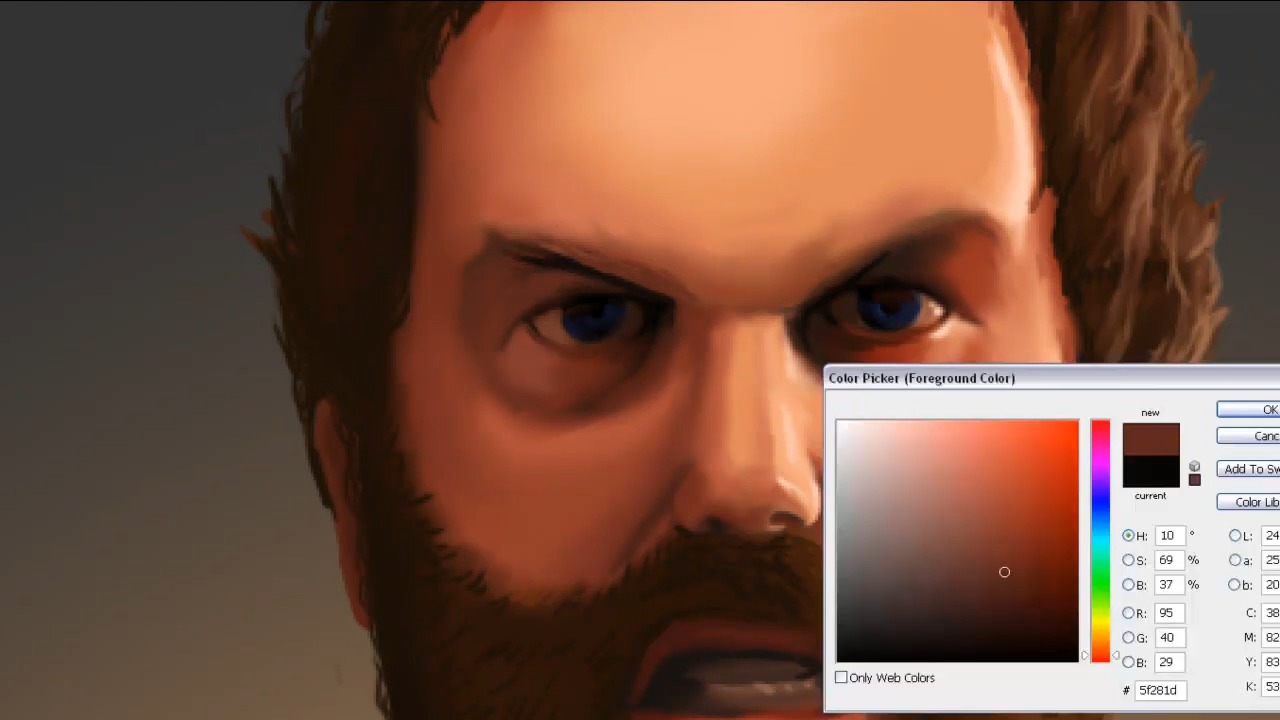 Color Picker (Foreground Color)
new
current
OK
Canc
Add To Sw
Color Lib
H: 10 °
S: 69 %
B: 37 %
R: 95
G: 40
B: 29
# 5f281d
L: 24
a: 25
b: 20
C: 38
M: 82
Y: 83
K: 53
Only Web Colors